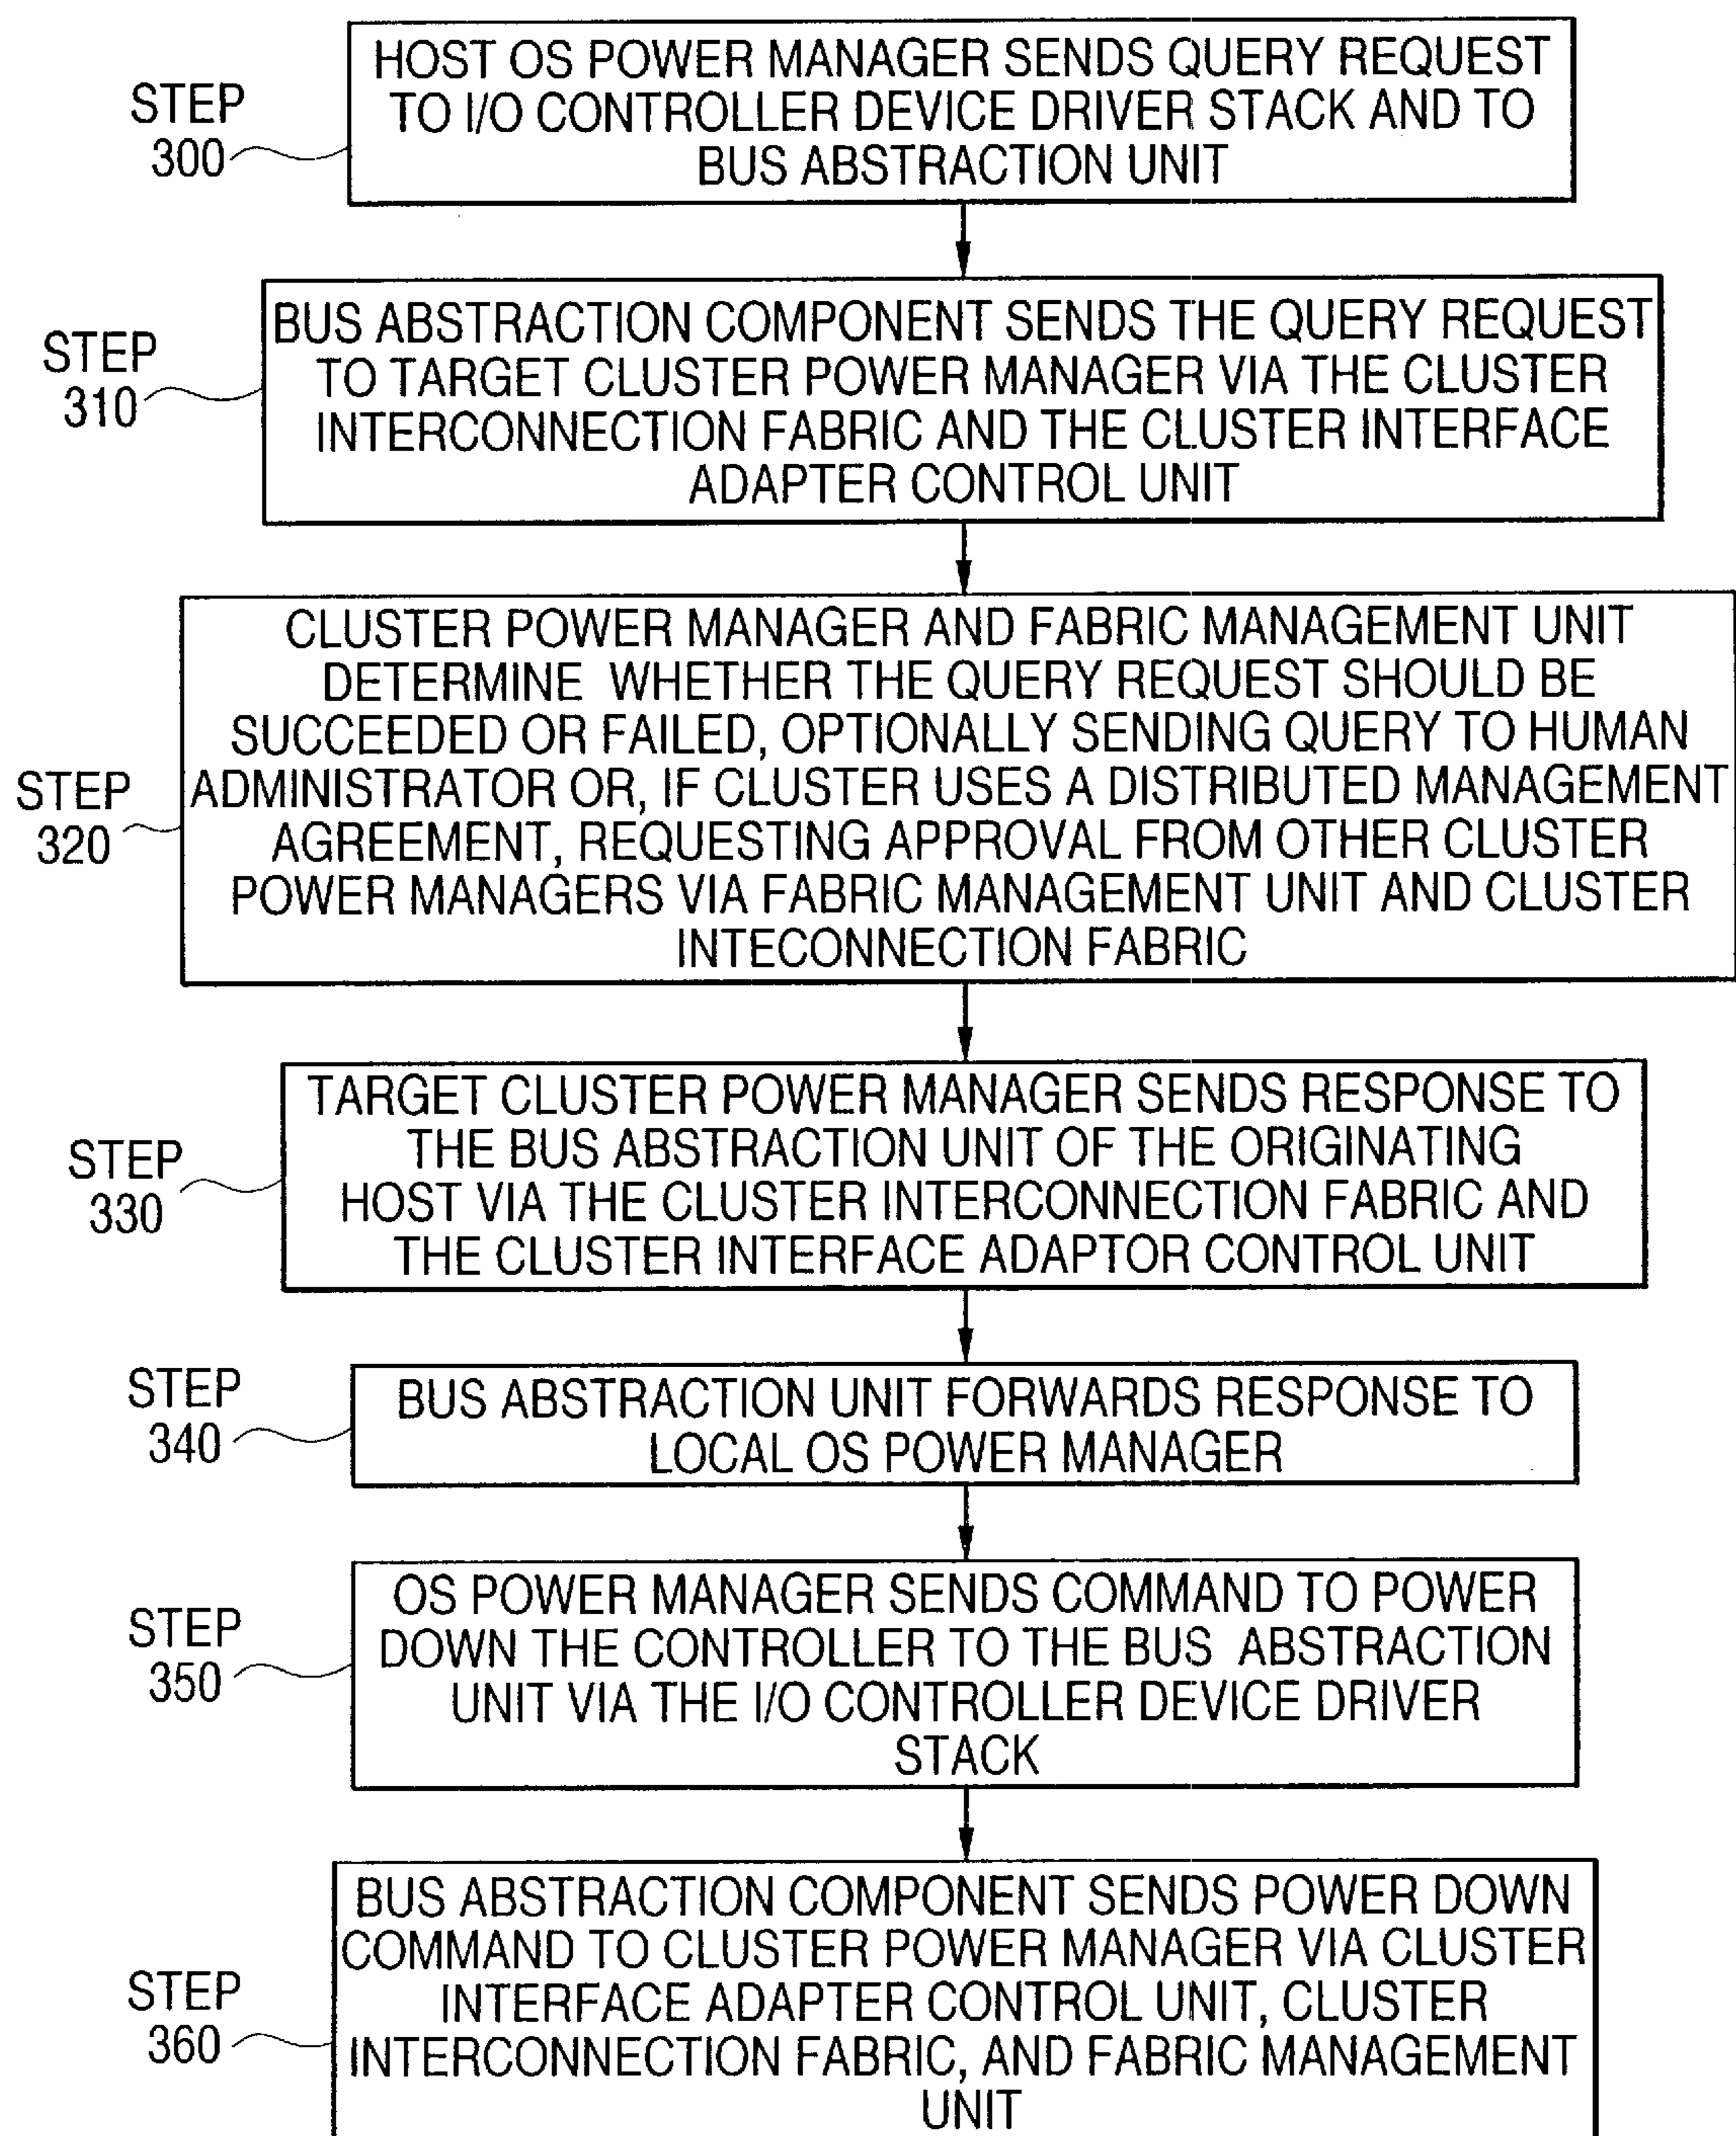 STEP
300
HOST OS POWER MANAGER SENDS QUERY REQUEST
TO I/O CONTROLLER DEVICE DRIVER STACK AND TO
BUS ABSTRACTION UNIT
STEP
310
BUS ABSTRACTION COMPONENT SENDS THE QUERY REQUEST
TO TARGET CLUSTER POWER MANAGER VIA THE CLUSTER
INTERCONNECTION FABRIC AND THE CLUSTER INTERFACE
ADAPTER CONTROL UNIT
STEP
320
CLUSTER POWER MANAGER AND FABRIC MANAGEMENT UNIT
DETERMINE WHETHER THE QUERY REQUEST SHOULD BE
SUCCEEDED OR FAILED, OPTIONALLY SENDING QUERY TO HUMAN
ADMINISTRATOR OR, IF CLUSTER USES A DISTRIBUTED MANAGEMENT
AGREEMENT, REQUESTING APPROVAL FROM OTHER CLUSTER
POWER MANAGERS VIA FABRIC MANAGEMENT UNIT AND CLUSTER
INTECONNECTION FABRIC
STEP
330
TARGET CLUSTER POWER MANAGER SENDS RESPONSE TO
THE BUS ABSTRACTION UNIT OF THE ORIGINATING
HOST VIA THE CLUSTER INTERCONNECTION FABRIC AND
THE CLUSTER INTERFACE ADAPTOR CONTROL UNIT
STEP
340
BUS ABSTRACTION UNIT FORWARDS RESPONSE TO
LOCAL OS POWER MANAGER
STEP
350
OS POWER MANAGER SENDS COMMAND TO POWER
DOWN THE CONTROLLER TO THE BUS ABSTRACTION
UNIT VIA THE I/O CONTROLLER DEVICE DRIVER
STACK
STEP
360
BUS ABSTRACTION COMPONENT SENDS POWER DOWN
COMMAND TO CLUSTER POWER MANAGER VIA CLUSTER
INTERFACE ADAPTER CONTROL UNIT, CLUSTER
INTERCONNECTION FABRIC, AND FABRIC MANAGEMENT
UNIT